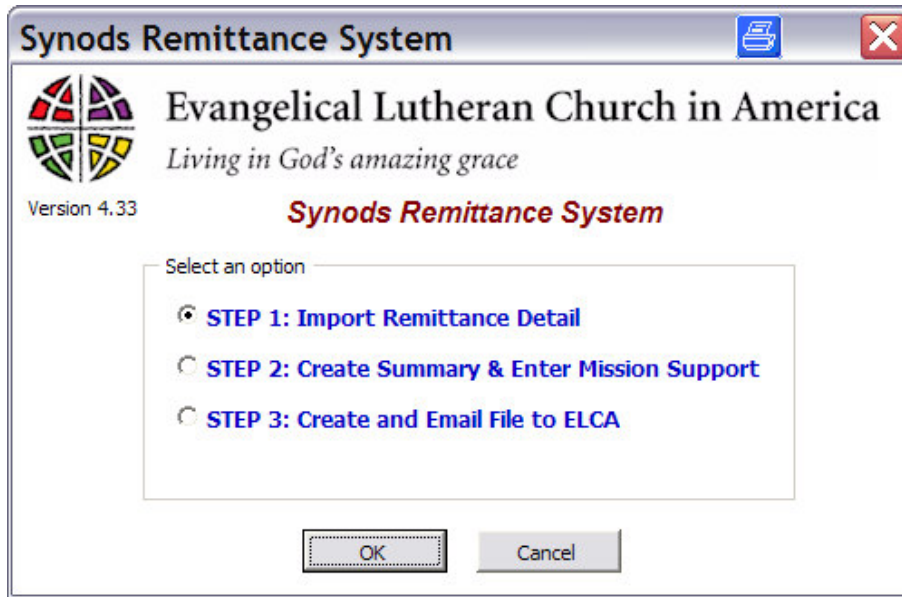 Synods Remittance System
Evangelical Lutheran Church in America
Living in God's amazing grace
Version 4.33
Synods Remittance System
Select an option
STEP 1: Import Remittance Detail
STEP 2: Create Summary & Enter Mission Support
STEP 3: Create and Email File to ELCA
OK
Cancel